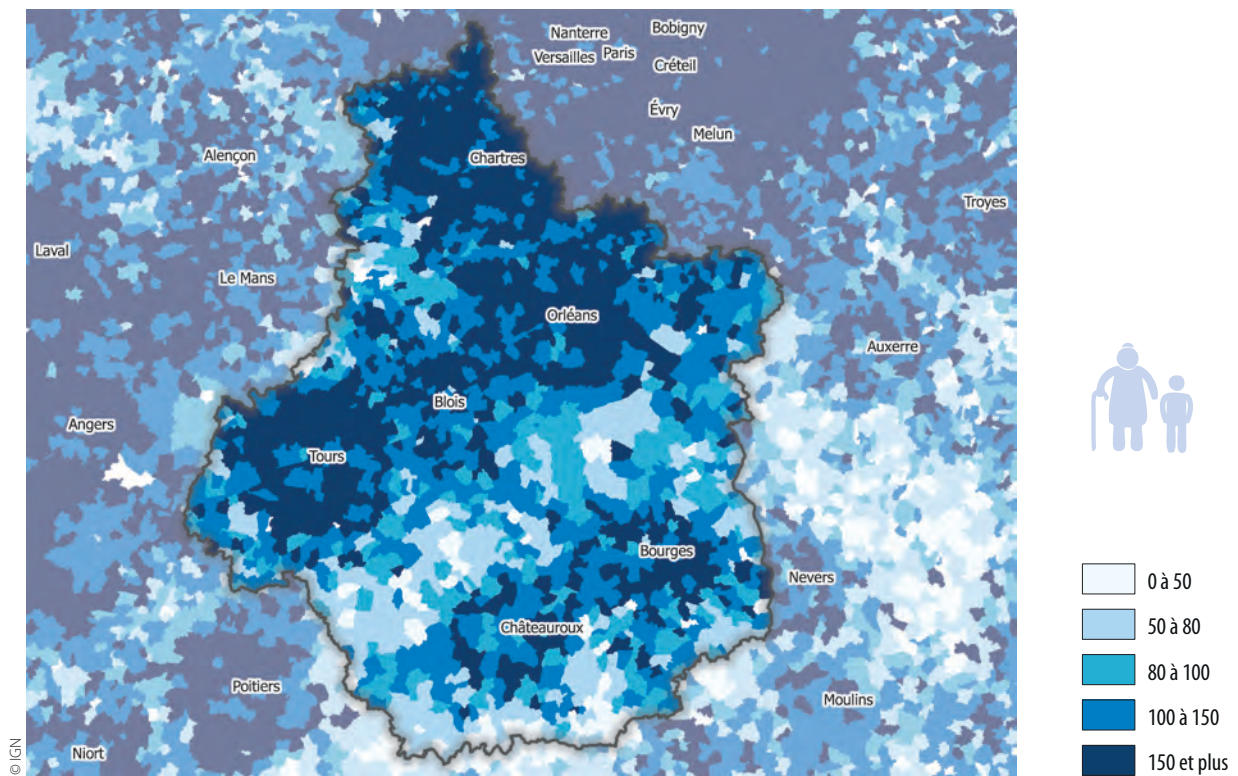 Nanterre
Bobigny
Versailles
Paris
Créteil
Évry
Melun
Alençon
Chartres
Troyes
Laval
Le Mans
Orléans
Auxerre
Blois
Angers
Tours
Bourges
Nevers
Châteauroux
Poitiers
Moulins
Niort
© IGN
0 à 50
50 à 80
80 à 100
100 à 150
150 et plus